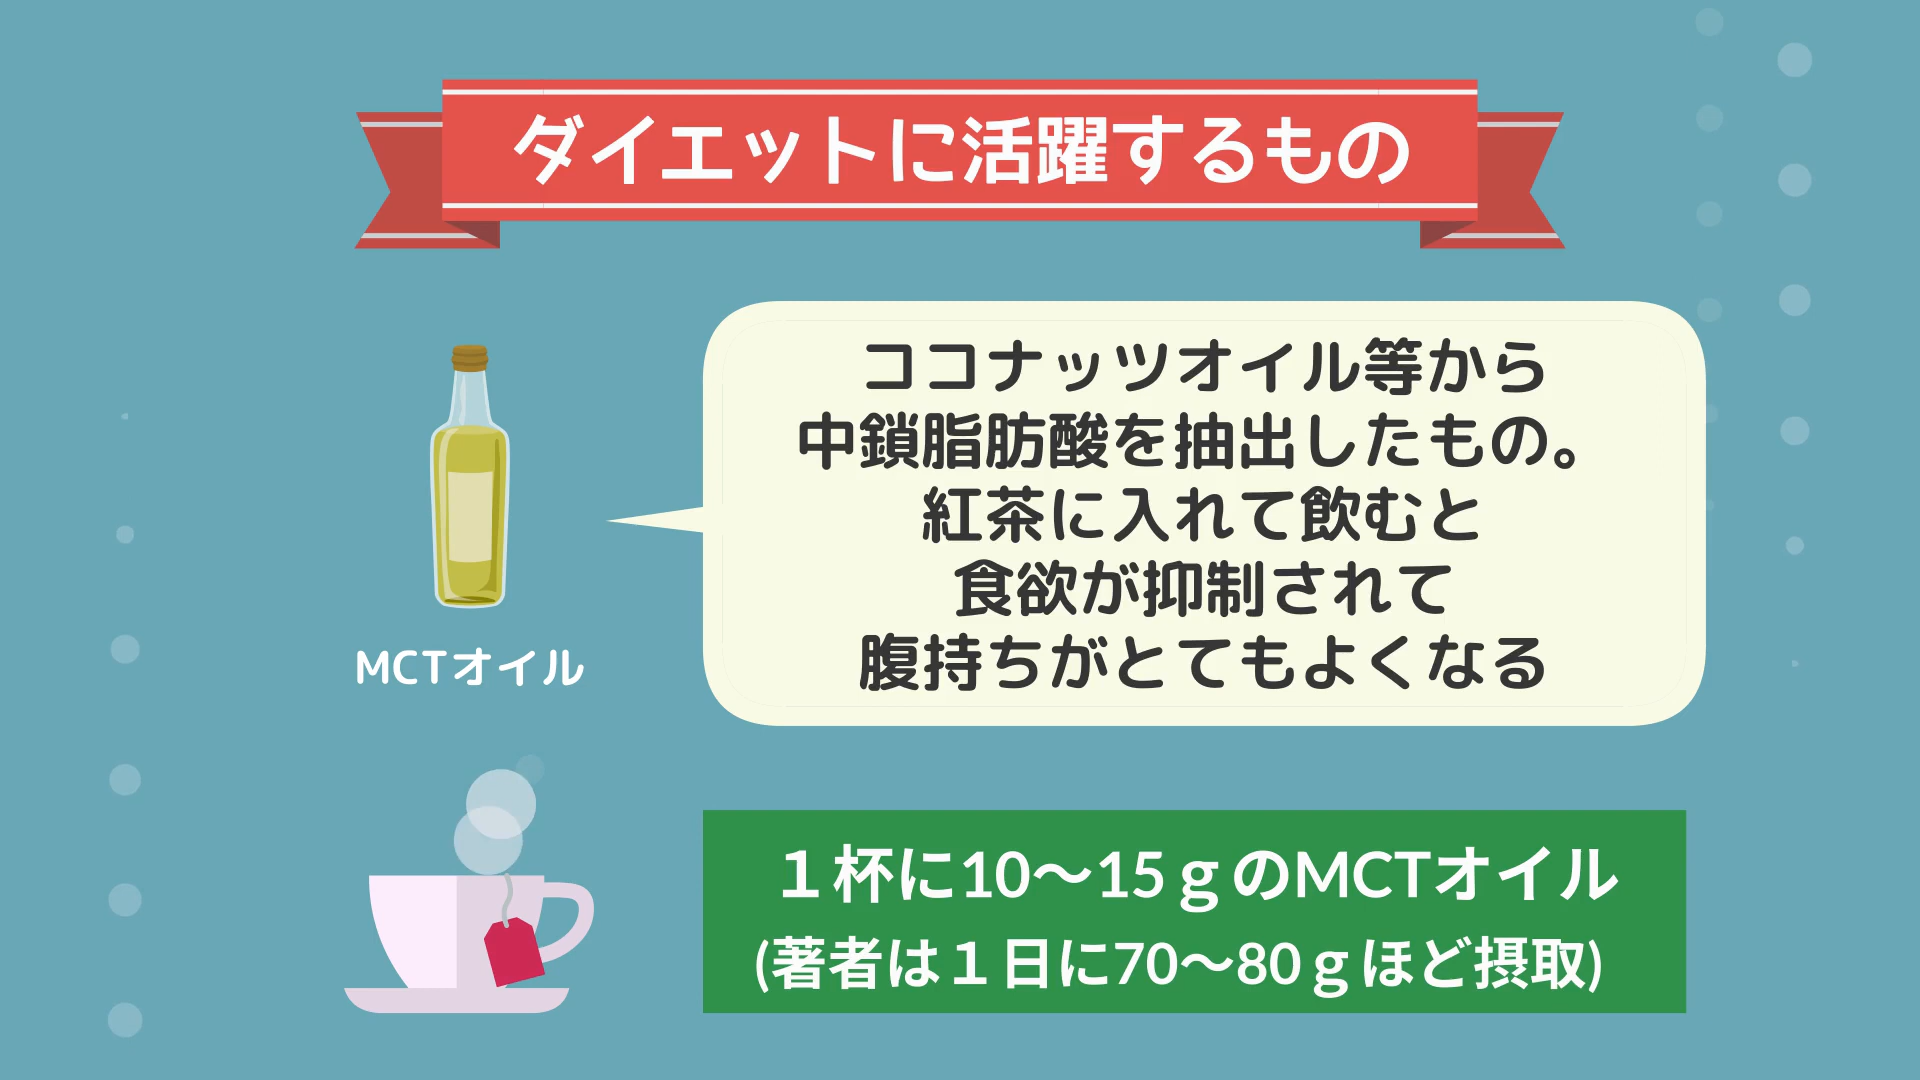 ダイエットに活躍するもの
ココナッツオイル等から
中鎖脂肪酸を抽出したもの。
紅茶に入れて飲むと
食欲が抑制されて
腹持ちがとてもよくなる
MCTオイル
１杯に10〜15ｇのMCTオイル
(著者は１日に70〜80ｇほど摂取)